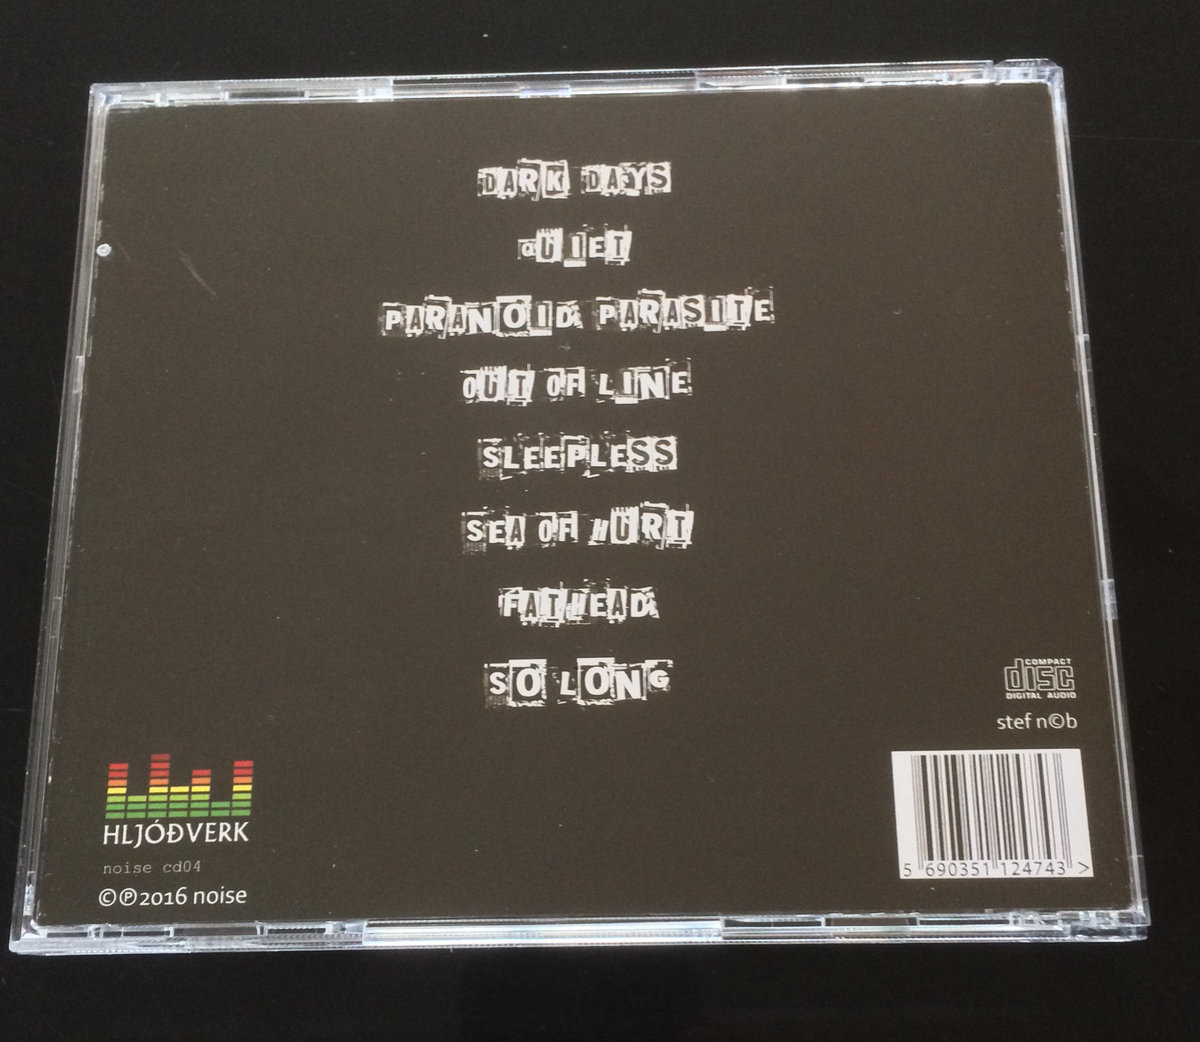 DARK DAYS
QUIET
PARANOID PARASITE
OUT OF LINE
SLEEPLESS
SEA OF HURT
FATHEAD
SO LONG
COMPACT
disc
DIGITAL AUDIO
stef n©b
HLJÓÐVERK
noise cd04
©℗2016 noise
5 690351 124743 >